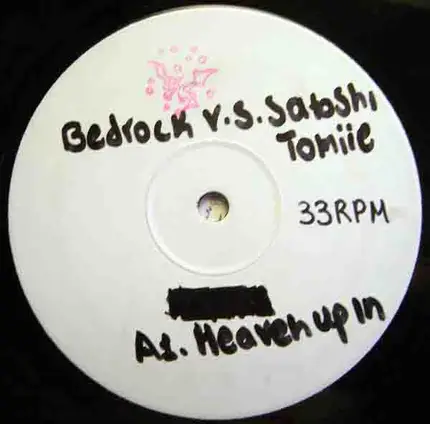 Bedrock v.s. Satoshi
Tomiie
33RPM
A1. Heaven up In